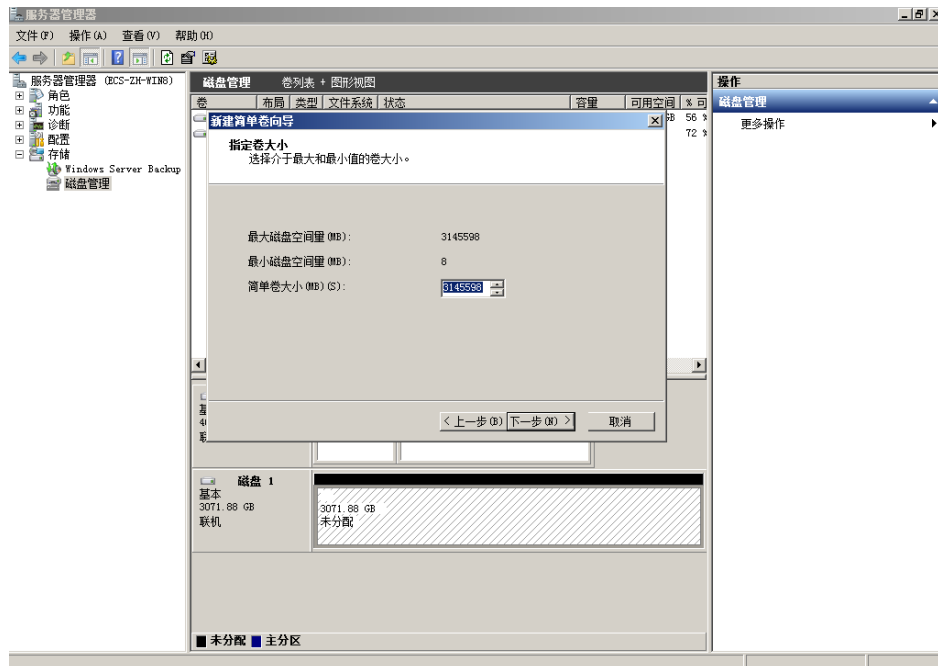 服务器管理器
文件(F) 操作(A) 查看(V) 帮助(H)
服务器管理器 (ECS-ZH-WIN8)
角色
功能
诊断
配置
存储
Windows Server Backup
磁盘管理
磁盘管理 卷列表 + 图形视图
卷 布局 类型 文件系统 状态 容量 可用空间 % 可
GB 56 %
72 %
新建简单卷向导
指定卷大小
选择介于最大和最小值的卷大小。
最大磁盘空间量(MB): 3145598
最小磁盘空间量(MB): 8
简单卷大小(MB)(S): 3145598
< 上一步(B) 下一步(N) > 取消
磁盘 1
基本
3071.88 GB
联机
3071.88 GB
未分配
未分配 主分区
操作
磁盘管理
更多操作